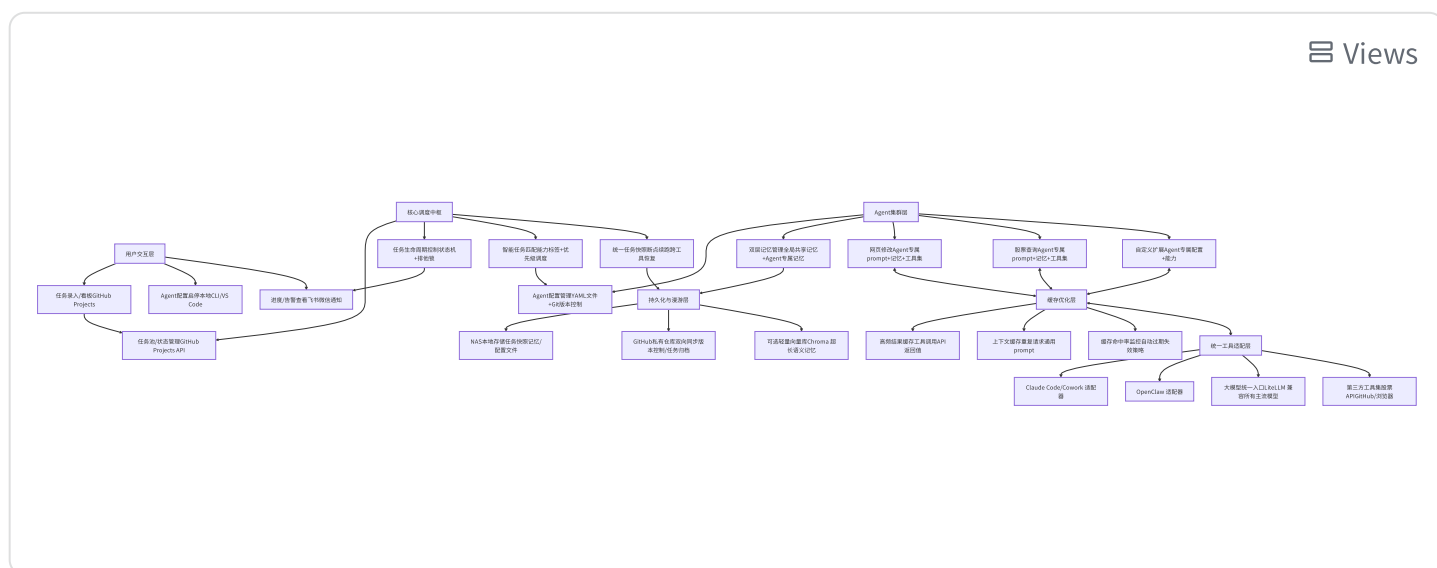 Views
核心调度中枢
Agent集群层
用户交互层
任务生命周期控制状态机
+排他锁
智能任务匹配能力标签+优
先级调度
统一任务快照断点续跑跨工
具恢复
双层记忆管理全局共享记忆
+Agent专属记忆
网页修改Agent专属
prompt+记忆+工具集
股票查询Agent专属
prompt+记忆+工具集
自定义扩展Agent专属配置
+能力
任务录入/看板GitHub
Projects
Agent配置启停本地CLI/VS
Code
进度/告警查看飞书微信通知
Agent配置管理YAML文件
+Git版本控制
持久化与漫游层
缓存优化层
任务池/状态管理GitHub
Projects API
NAS本地存储任务快照记忆/
配置文件
GitHub私有仓库双向同步版
本控制/任务归档
可选轻量向量库Chroma 超
长语义记忆
高频结果缓存工具调用API
返回值
上下文缓存重复请求通用
prompt
缓存命中率监控自动过期失
效策略
统一工具适配层
Claude Code/Cowork 适配
器
OpenClaw 适配器
大模型统一入口LiteLLM 兼
容所有主流模型
第三方工具集股票
APIGitHub/浏览器